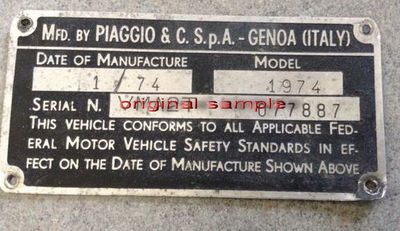 MFD. BY PIAGGIO & C. S.p.A. - GENOA (ITALY)
DATE OF MANUFACTURE MODEL
1/74 1974
SERIAL N. 077887
original sample
THIS VEHICLE CONFORMS TO ALL APPLICABLE FED-
ERAL MOTOR VEHICLE SAFETY STANDARDS IN EF-
FECT ON THE DATE OF MANUFACTURE SHOWN ABOVE